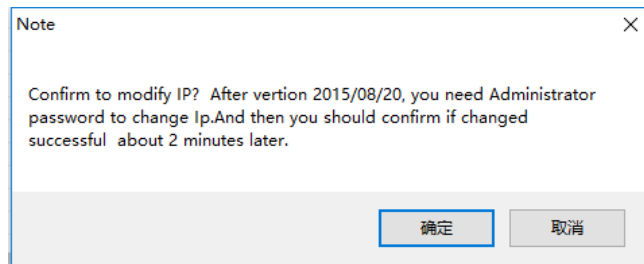 Note
Confirm to modify IP?  After vertion 2015/08/20, you need Administrator
password to change Ip.And then you should confirm if changed
successful  about 2 minutes later.
确定
取消